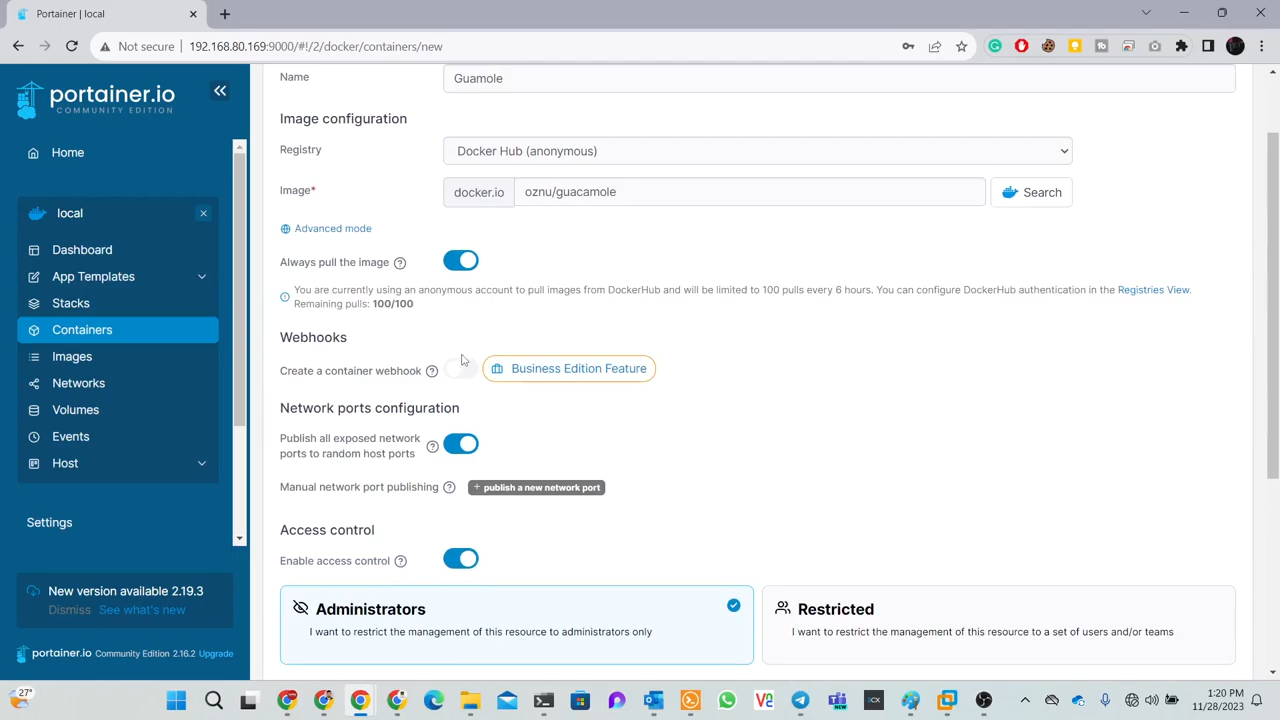 Portainer | local
Not secure
192.168.80.169:9000/#!/2/docker/containers/new
portainer.io
COMMUNITY EDITION
Home
local
Dashboard
App Templates
Stacks
Containers
Images
Networks
Volumes
Events
Host
Settings
New version available 2.19.3
Dismiss See what's new
portainer.io Community Edition 2.16.2 Upgrade
Name
Guamole
Image configuration
Registry
Docker Hub (anonymous)
Image*
docker.io
oznu/guacamole
Search
Advanced mode
Always pull the image
You are currently using an anonymous account to pull images from DockerHub and will be limited to 100 pulls every 6 hours. You can configure DockerHub authentication in the Registries View.
Remaining pulls: 100/100
Webhooks
Create a container webhook
Business Edition Feature
Network ports configuration
Publish all exposed network
ports to random host ports
Manual network port publishing
+ publish a new network port
Access control
Enable access control
Administrators
I want to restrict the management of this resource to administrators only
Restricted
I want to restrict the management of this resource to a set of users and/or teams
27°
1:20 PM
11/28/2023